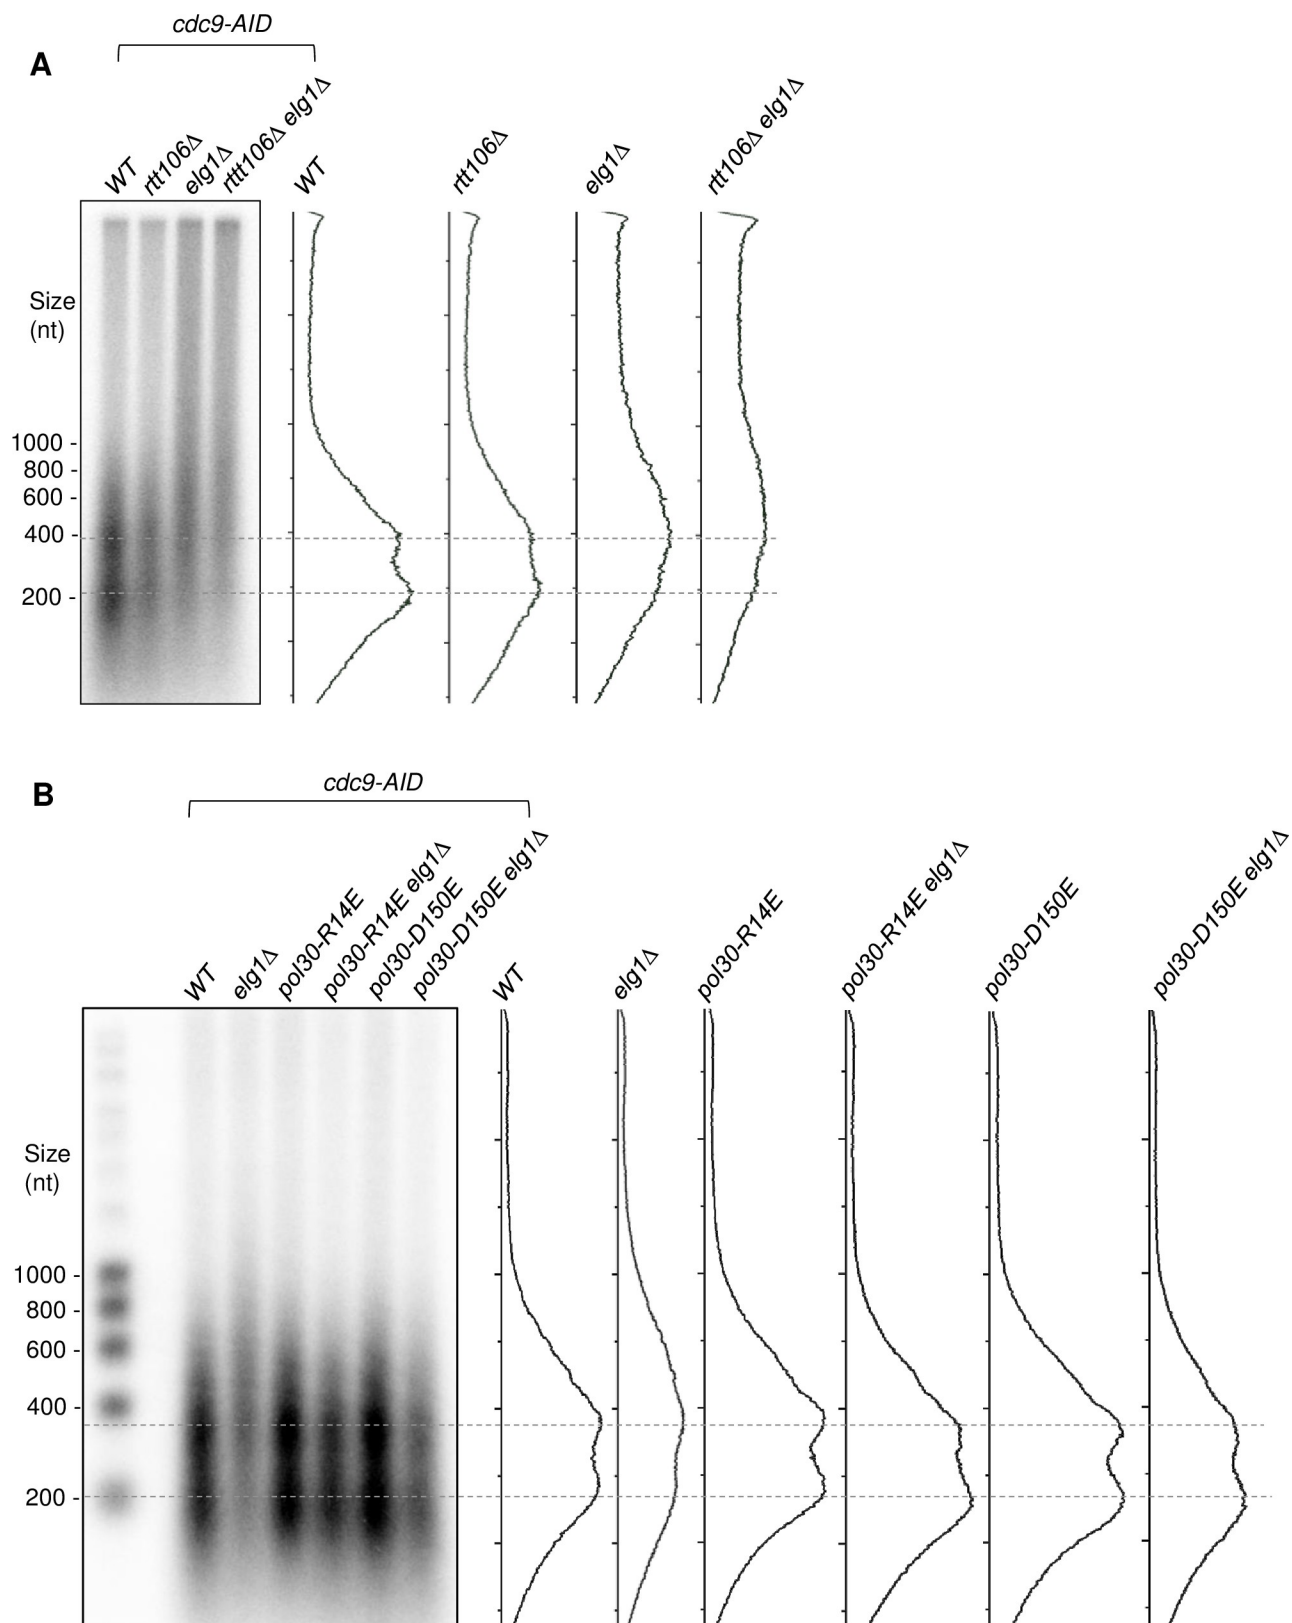 cdc9-AID
A
WT
rtt106Δ
elg1Δ
rttt106Δ elg1Δ
WT
rtt106Δ
elg1Δ
rtt106Δ elg1Δ
Size
(nt)
1000 -
800 -
600 -
400 -
200 -
cdc9-AID
B
WT
elg1Δ
pol30-R14E
pol30-R14E elg1Δ
pol30-D150E
pol30-D150E elg1Δ
WT
elg1Δ
pol30-R14E
pol30-R14E elg1Δ
pol30-D150E
pol30-D150E elg1Δ
Size
(nt)
1000 -
800 -
600 -
400 -
200 -